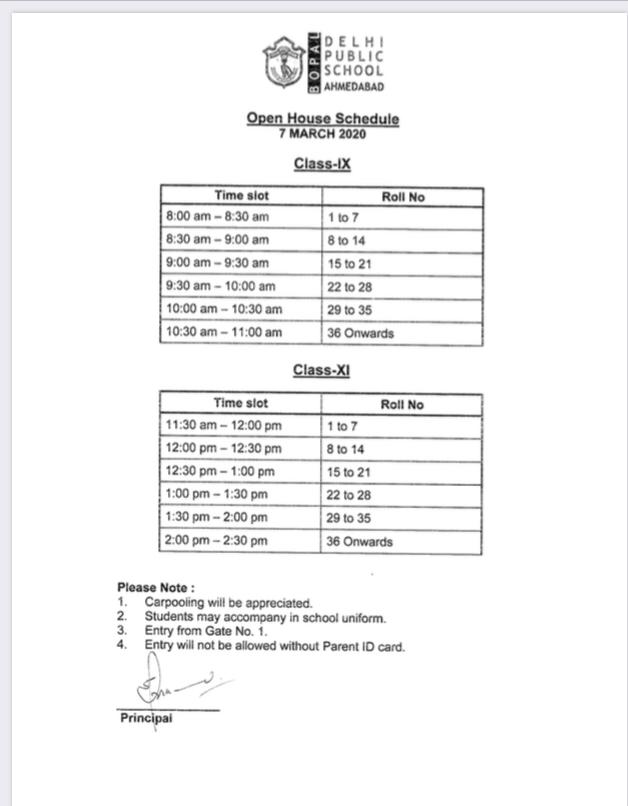 BOPAL
DELHI
PUBLIC
SCHOOL
AHMEDABAD
Open House Schedule
7 MARCH 2020
Class-IX
Time slot Roll No
8:00 am – 8:30 am 1 to 7
8:30 am – 9:00 am 8 to 14
9:00 am – 9:30 am 15 to 21
9:30 am – 10:00 am 22 to 28
10:00 am – 10:30 am 29 to 35
10:30 am – 11:00 am 36 Onwards
Class-XI
Time slot Roll No
11:30 am – 12:00 pm 1 to 7
12:00 pm – 12:30 pm 8 to 14
12:30 pm – 1:00 pm 15 to 21
1:00 pm – 1:30 pm 22 to 28
1:30 pm – 2:00 pm 29 to 35
2:00 pm – 2:30 pm 36 Onwards
Please Note :
1. Carpooling will be appreciated.
2. Students may accompany in school uniform.
3. Entry from Gate No. 1.
4. Entry will not be allowed without Parent ID card.
Principal